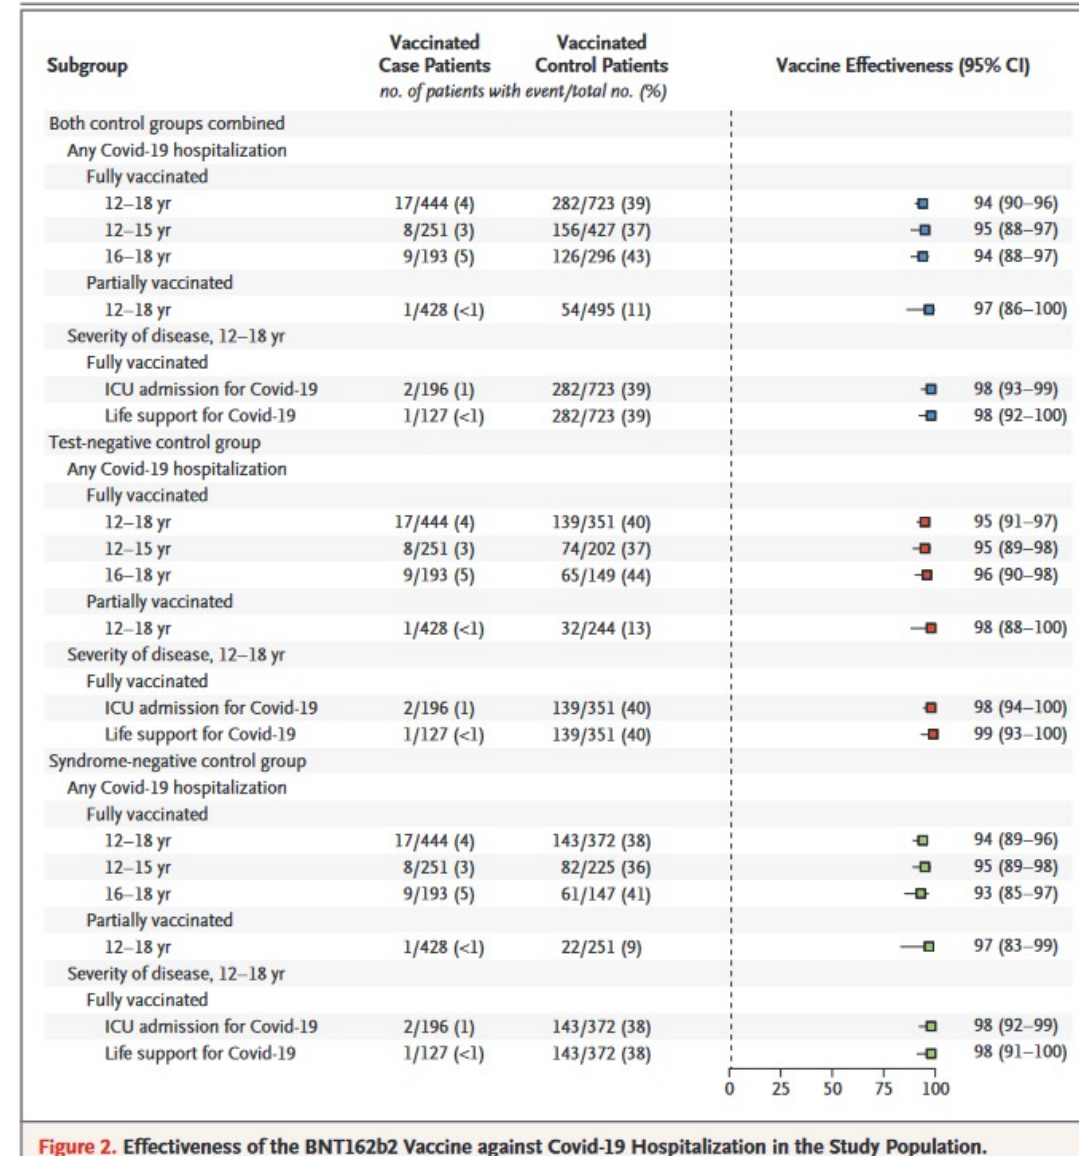 Subgroup Vaccinated Case Patients Vaccinated Control Patients Vaccine Effectiveness (95% CI)
no. of patients with event/total no. (%)
Both control groups combined
Any Covid-19 hospitalization
Fully vaccinated
12–18 yr 17/444 (4) 282/723 (39) 94 (90–96)
12–15 yr 8/251 (3) 156/427 (37) 95 (88–97)
16–18 yr 9/193 (5) 126/296 (43) 94 (88–97)
Partially vaccinated
12–18 yr 1/428 (<1) 54/495 (11) 97 (86–100)
Severity of disease, 12–18 yr
Fully vaccinated
ICU admission for Covid-19 2/196 (1) 282/723 (39) 98 (93–99)
Life support for Covid-19 1/127 (<1) 282/723 (39) 98 (92–100)
Test-negative control group
Any Covid-19 hospitalization
Fully vaccinated
12–18 yr 17/444 (4) 139/351 (40) 95 (91–97)
12–15 yr 8/251 (3) 74/202 (37) 95 (89–98)
16–18 yr 9/193 (5) 65/149 (44) 96 (90–98)
Partially vaccinated
12–18 yr 1/428 (<1) 32/244 (13) 98 (88–100)
Severity of disease, 12–18 yr
Fully vaccinated
ICU admission for Covid-19 2/196 (1) 139/351 (40) 98 (94–100)
Life support for Covid-19 1/127 (<1) 139/351 (40) 99 (93–100)
Syndrome-negative control group
Any Covid-19 hospitalization
Fully vaccinated
12–18 yr 17/444 (4) 143/372 (38) 94 (89–96)
12–15 yr 8/251 (3) 82/225 (36) 95 (89–98)
16–18 yr 9/193 (5) 61/147 (41) 93 (85–97)
Partially vaccinated
12–18 yr 1/428 (<1) 22/251 (9) 97 (83–99)
Severity of disease, 12–18 yr
Fully vaccinated
ICU admission for Covid-19 2/196 (1) 143/372 (38) 98 (92–99)
Life support for Covid-19 1/127 (<1) 143/372 (38) 98 (91–100)
0 25 50 75 100
Figure 2. Effectiveness of the BNT162b2 Vaccine against Covid-19 Hospitalization in the Study Population.